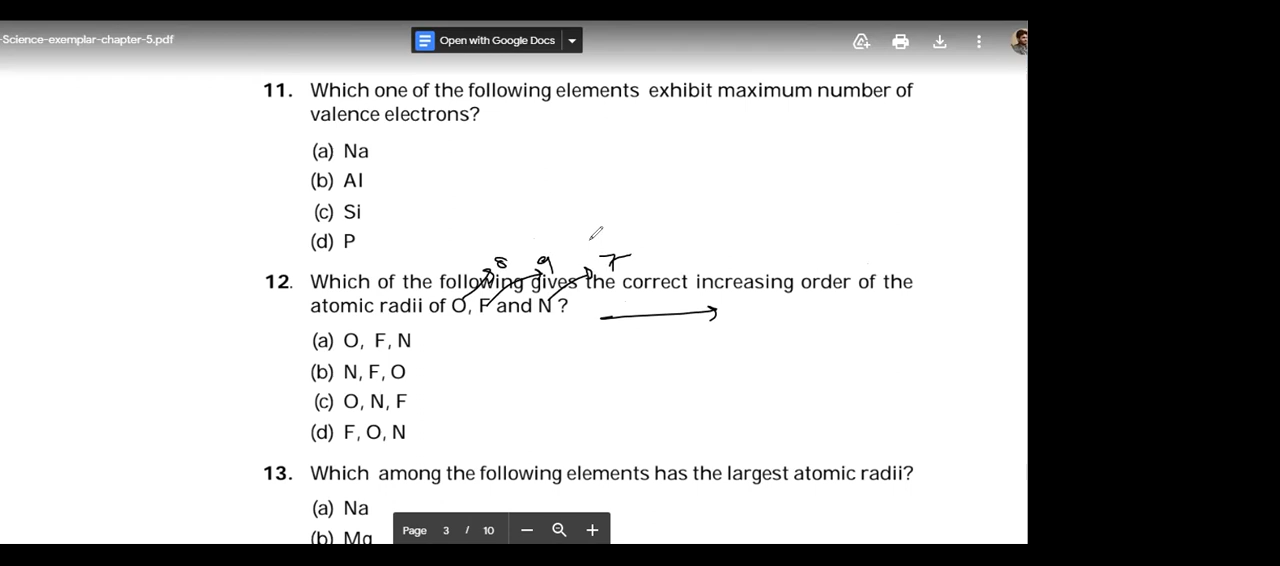 -Science-exemplar-chapter-5.pdf
Open with Google Docs
11. Which one of the following elements exhibit maximum number of
valence electrons?
(a) Na
(b) Al
(c) Si
(d) P
8 9 7
12. Which of the following gives the correct increasing order of the
atomic radii of O, F and N ?
(a) O, F, N
(b) N, F, O
(c) O, N, F
(d) F, O, N
13. Which among the following elements has the largest atomic radii?
(a) Na
(b) Mg
Page 3 / 10